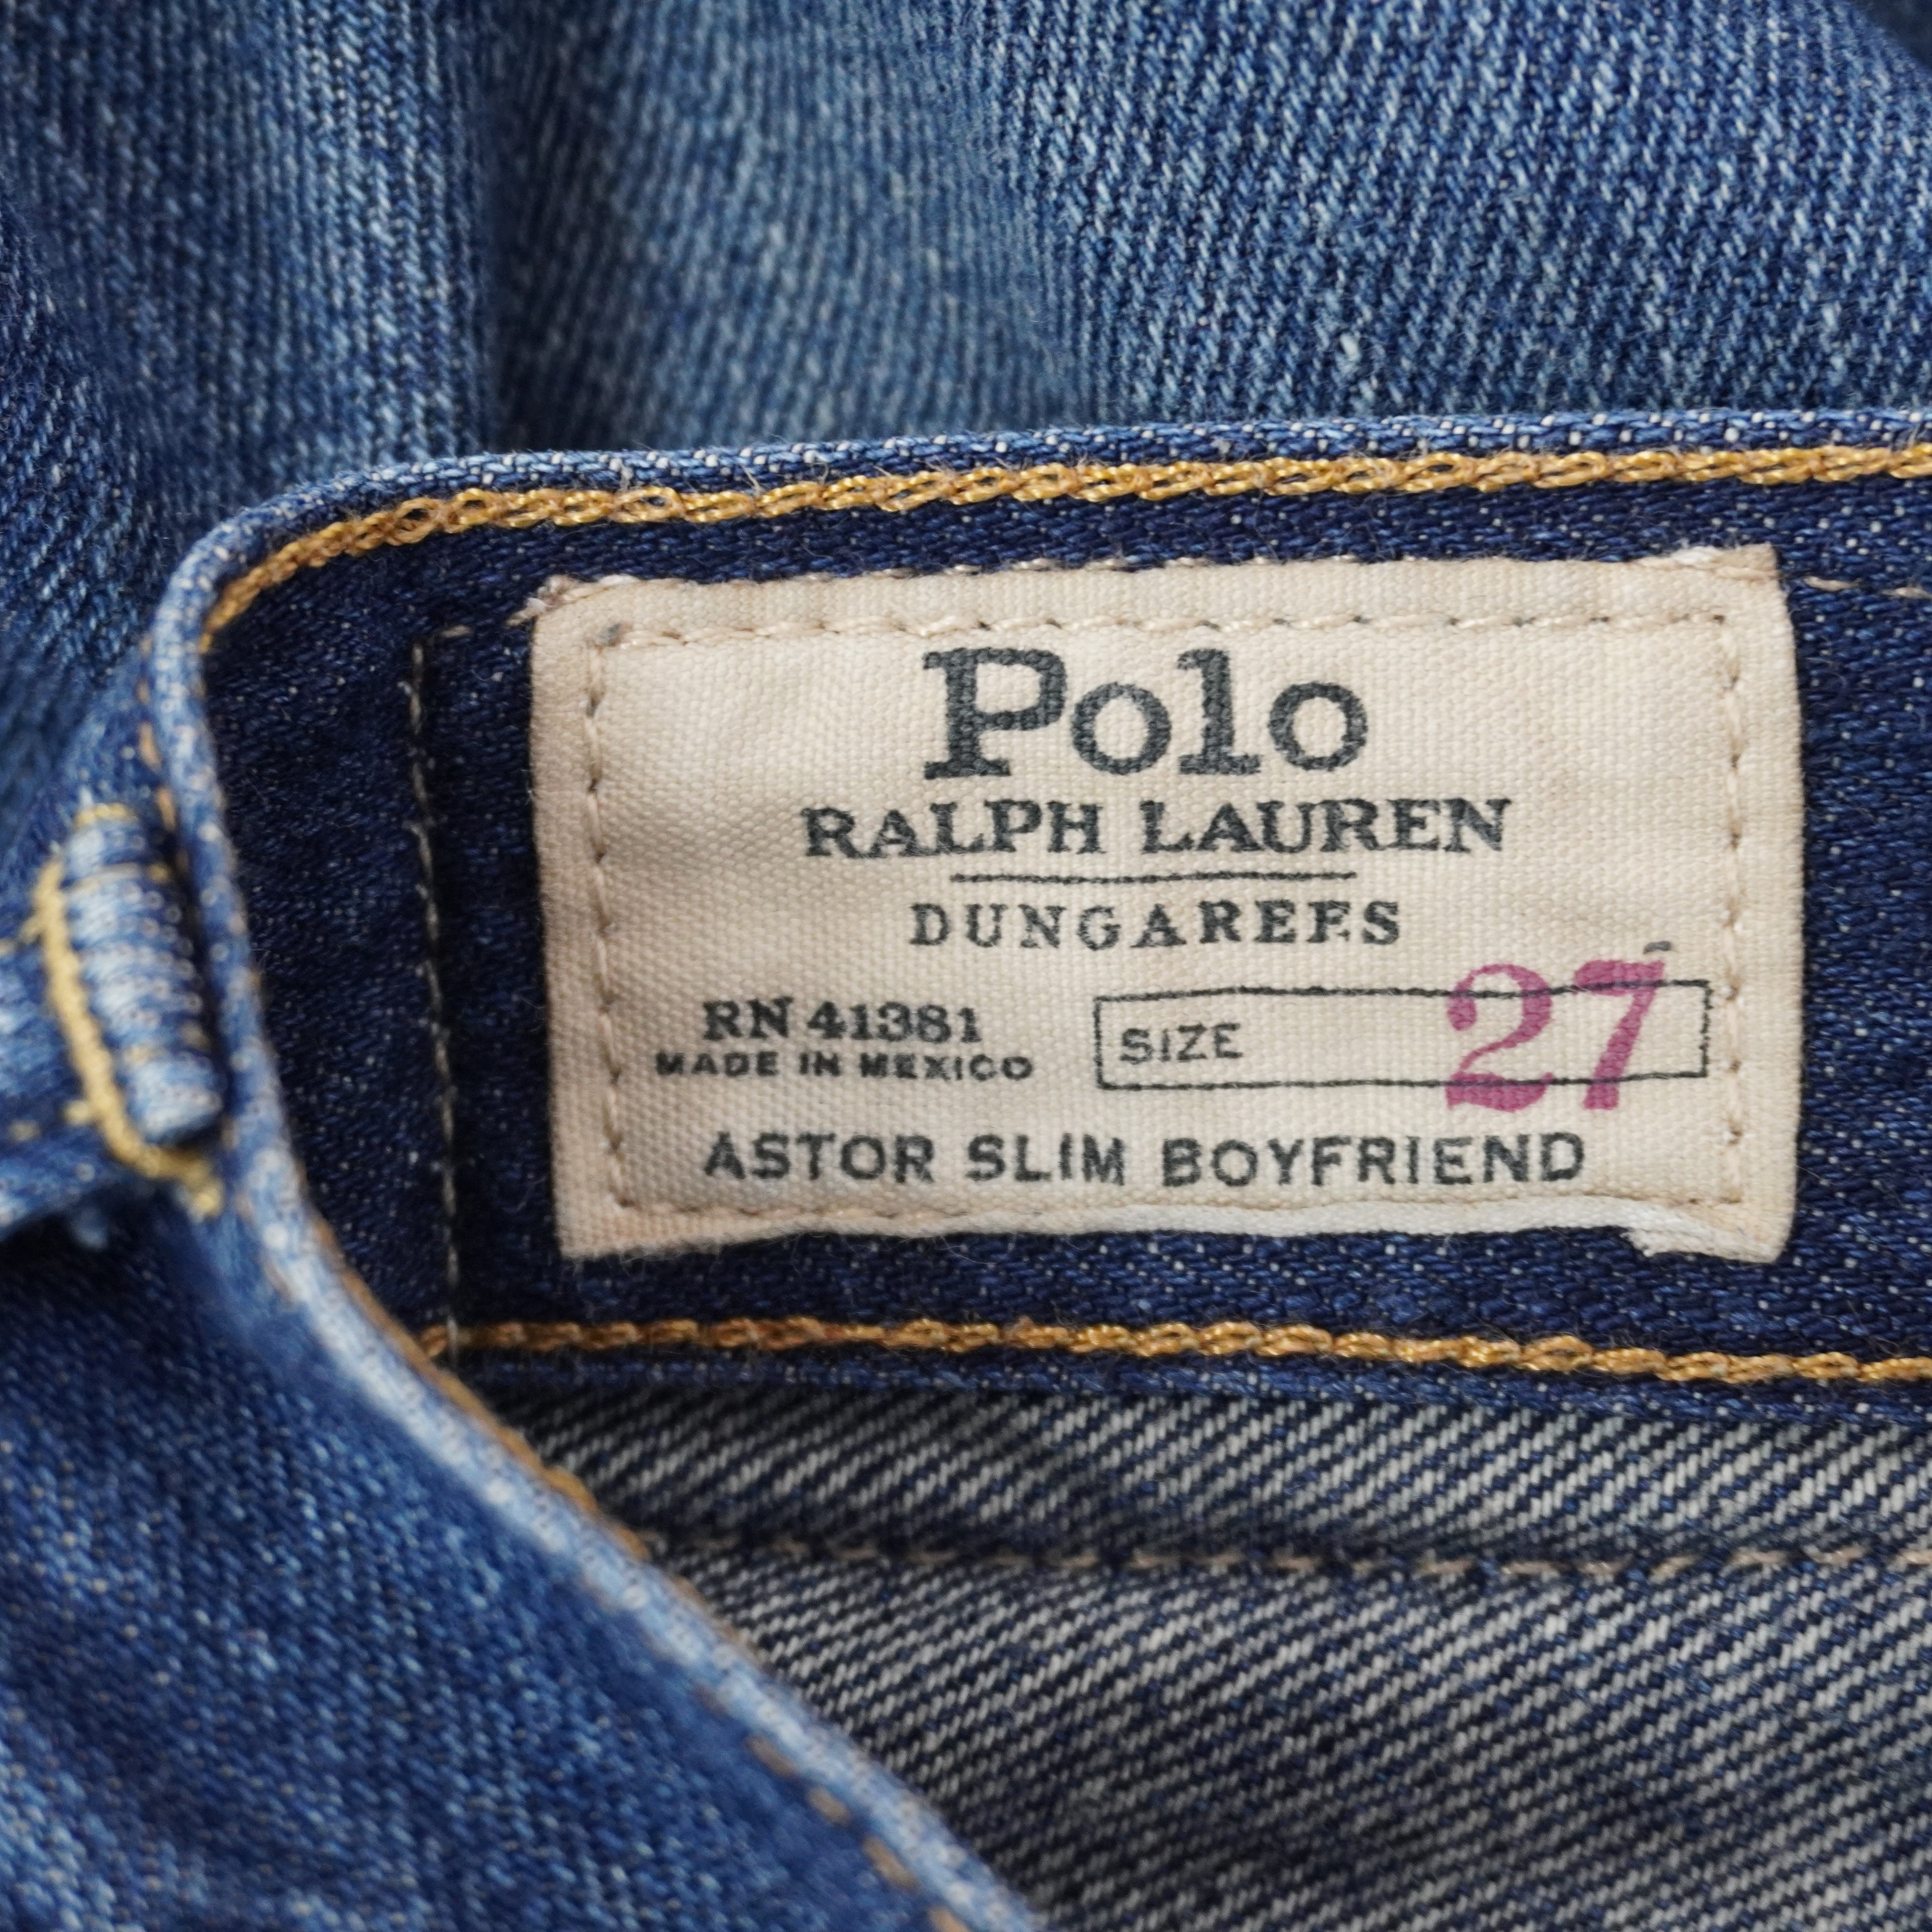 Polo
RALPH LAUREN
DUNGAREES
RN 41381
MADE IN MEXICO
SIZE 27
ASTOR SLIM BOYFRIEND